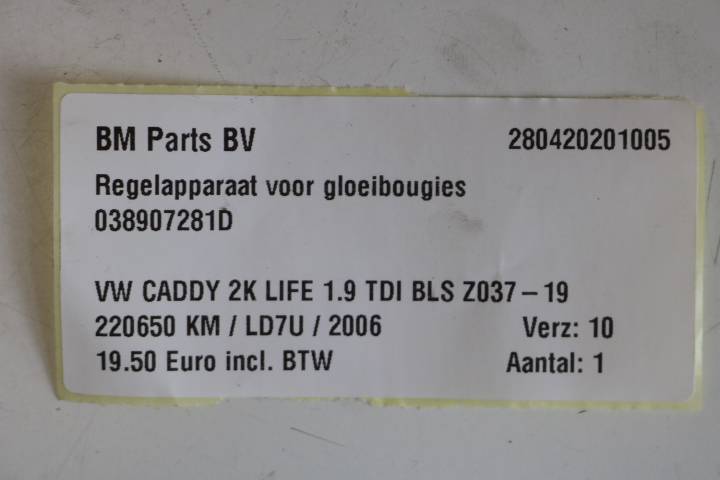 BM Parts BV 280420201005
Regelapparaat voor gloeibougies
038907281D
VW CADDY 2K LIFE 1.9 TDI BLS Z037 – 19
220650 KM / LD7U / 2006 Verz: 10
19.50 Euro incl. BTW Aantal: 1